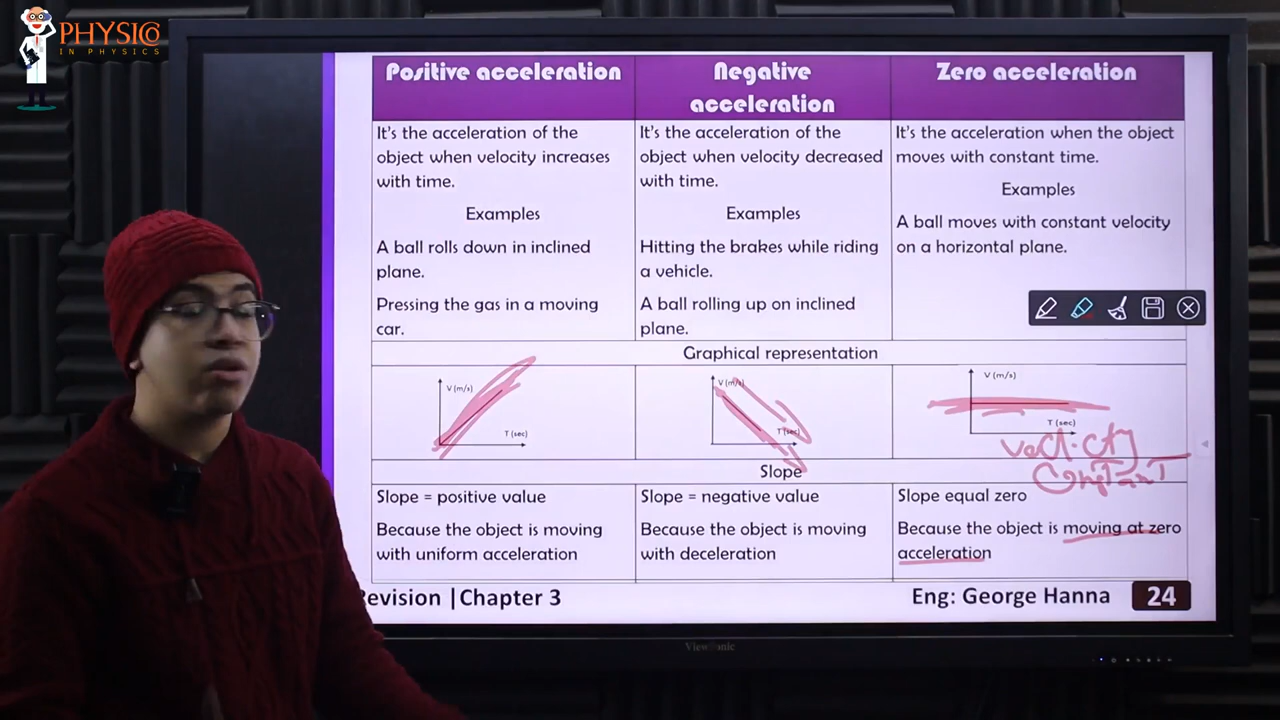 PHYSICO
IN PHYSICS
Positive acceleration
Negative
acceleration
Zero acceleration
It's the acceleration of the
object when velocity increases
with time.
Examples
A ball rolls down in inclined
plane.
Pressing the gas in a moving
car.
It's the acceleration of the
object when velocity decreased
with time.
Examples
Hitting the brakes while riding
a vehicle.
A ball rolling up on inclined
plane.
It's the acceleration when the object
moves with constant time.
Examples
A ball moves with constant velocity
on a horizontal plane.
Graphical representation
V (m/s)
T (sec)
V (m/s)
T (sec)
V (m/s)
T (sec)
Constant
Slope
Slope = positive value
Because the object is moving
with uniform acceleration
Slope = negative value
Because the object is moving
with deceleration
Slope equal zero
Because the object is moving at zero
acceleration
evision |Chapter 3
Eng: George Hanna
24
ViewSonic